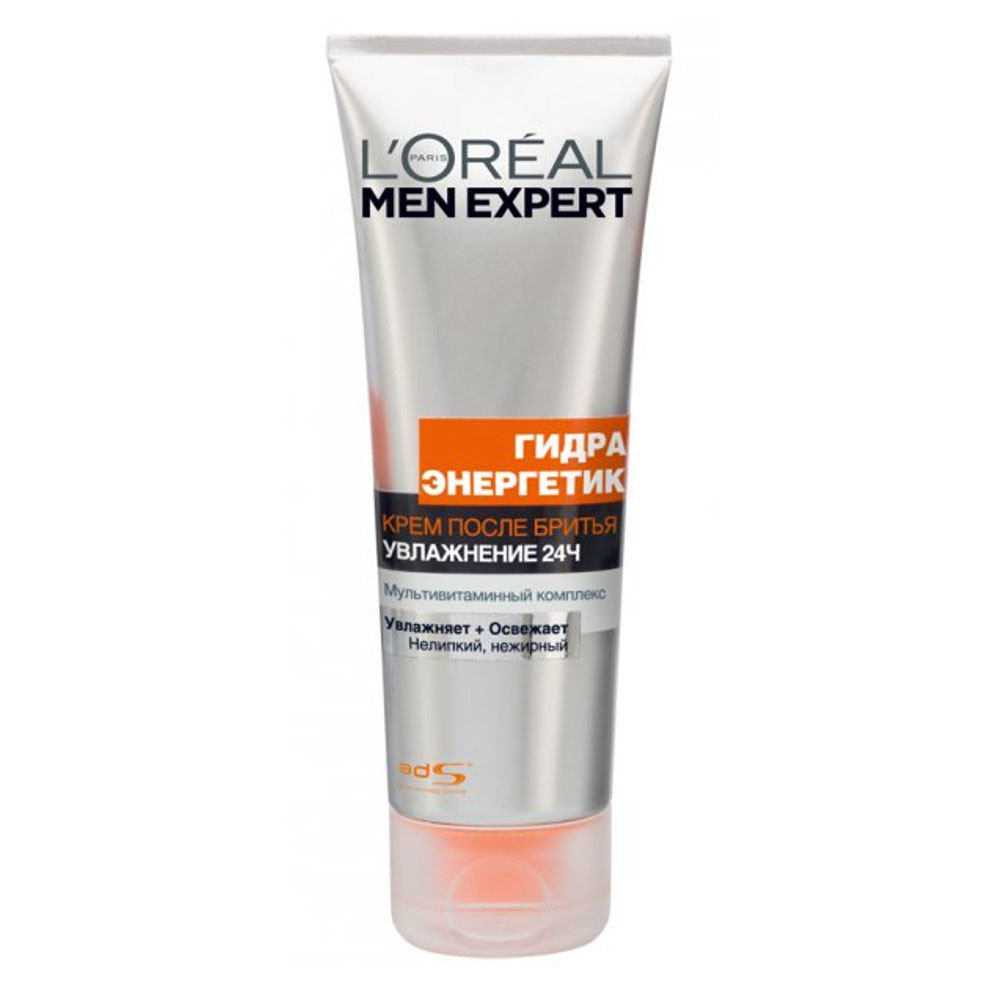 L'ORÉAL
PARIS
MEN EXPERT
ГИДРА
ЭНЕРГЕТИК
КРЕМ ПОСЛЕ БРИТЬЯ
УВЛАЖНЕНИЕ 24Ч
Мультивитаминный комплекс
Увлажняет + Освежает
Нелипкий, нежирный
adS